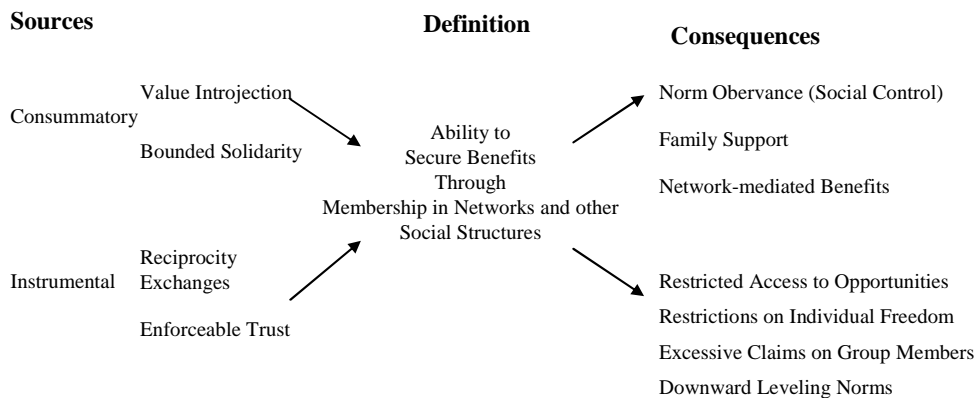 Sources
Definition
Consequences
Consummatory
Value Introjection
Bounded Solidarity
Instrumental
Reciprocity
Exchanges
Enforceable Trust
Ability to
Secure Benefits
Through
Membership in Networks and other
Social Structures
Norm Obervance (Social Control)
Family Support
Network-mediated Benefits
Restricted Access to Opportunities
Restrictions on Individual Freedom
Excessive Claims on Group Members
Downward Leveling Norms